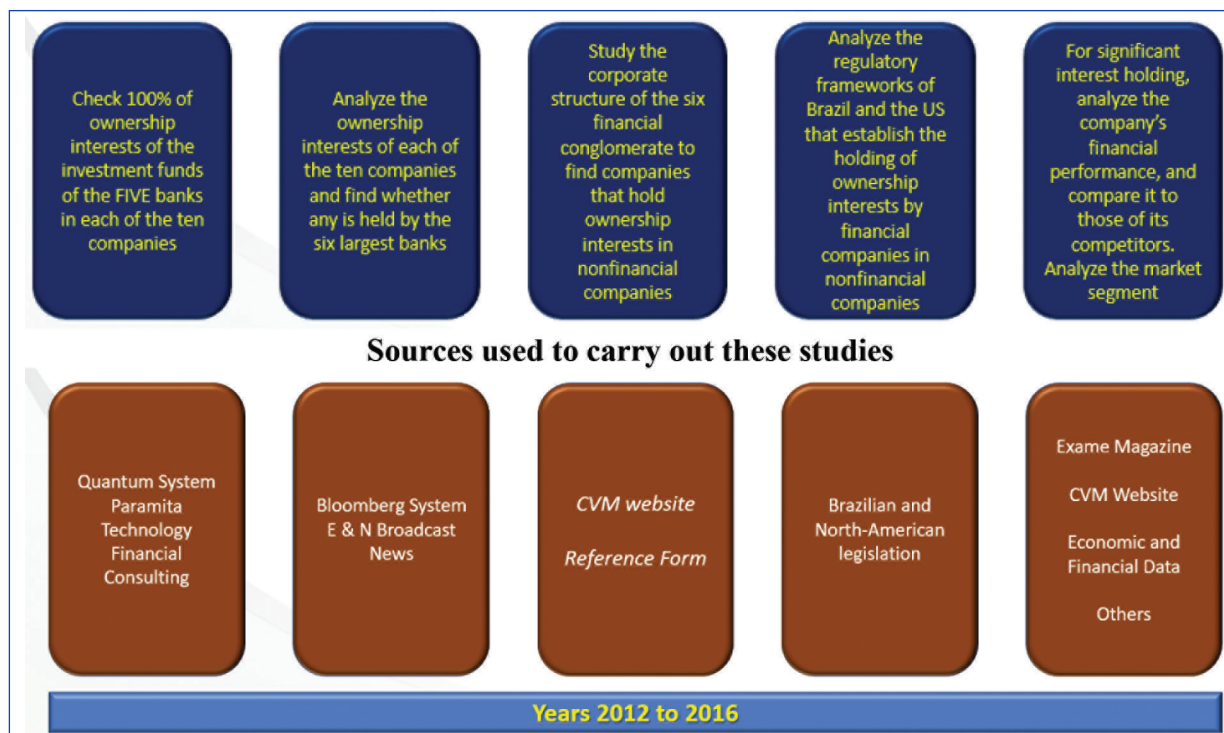 Check 100% of
ownership
interests of the
investment funds
of the FIVE banks
in each of the ten
companies
Analyze the
ownership
interests of each of
the ten companies
and find whether
any is held by the
six largest banks
Study the
corporate
structure of the six
financial
conglomerate to
find companies
that hold
ownership
interests in
nonfinancial
companies
Analyze the
regulatory
frameworks of
Brazil and the US
that establish the
holding of
ownership
interests by
financial
companies in
nonfinancial
companies
For significant
interest holding,
analyze the
company's
financial
performance, and
compare it to
those of its
competitors.
Analyze the market
segment
Sources used to carry out these studies
Quantum System
Paramita
Technology
Financial
Consulting
Bloomberg System
E & N Broadcast
News
CVM website
Reference Form
Brazilian and
North-American
legislation
Exame Magazine
CVM Website
Economic and
Financial Data
Others
Years 2012 to 2016